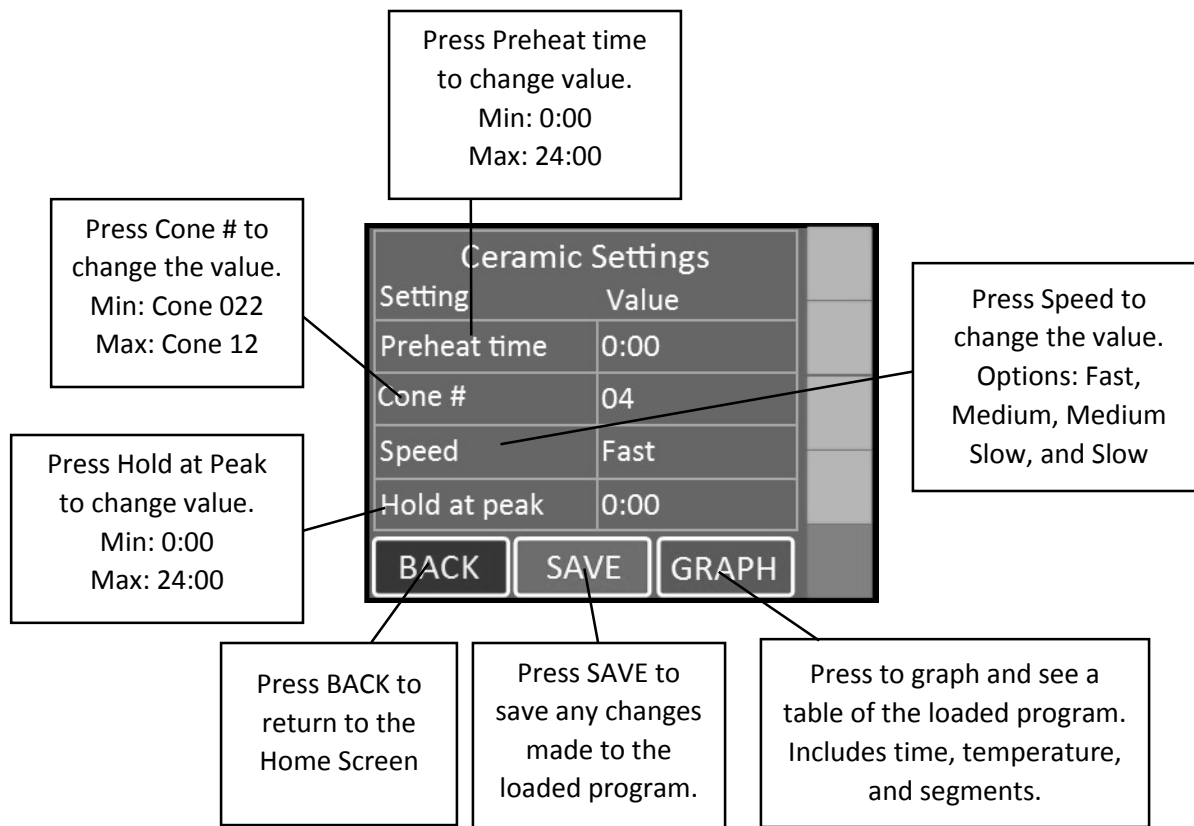 Press Preheat time
to change value.
Min: 0:00
Max: 24:00
Press Cone # to
change the value.
Min: Cone 022
Max: Cone 12
Press Hold at Peak
to change value.
Min: 0:00
Max: 24:00
Ceramic Settings
Setting Value
Preheat time 0:00
Cone # 04
Speed Fast
Hold at peak 0:00
BACK SAVE GRAPH
Press Speed to
change the value.
Options: Fast,
Medium, Medium
Slow, and Slow
Press BACK to
return to the
Home Screen
Press SAVE to
save any changes
made to the
loaded program.
Press to graph and see a
table of the loaded program.
Includes time, temperature,
and segments.